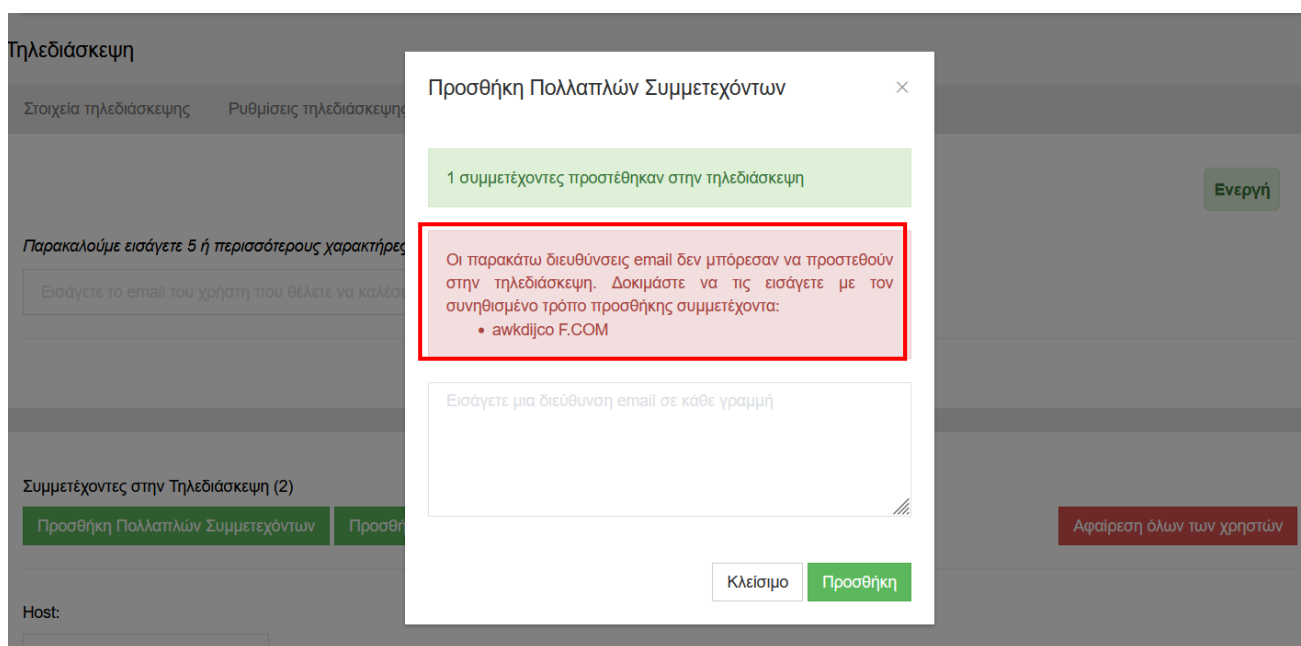 Τηλεδιάσκεψη
Προσθήκη Πολλαπλών Συμμετεχόντων
×
Στοιχεία τηλεδιάσκεψης Ρυθμίσεις τηλεδιάσκεψης
1 συμμετέχοντες προστέθηκαν στην τηλεδιάσκεψη
Ενεργή
Παρακαλούμε εισάγετε 5 ή περισσότερους χαρακτήρες
Εισάγετε το email του χρήστη που θέλετε να
Οι παρακάτω διευθύνσεις email δεν μπόρεσαν να προστεθούν
στην τηλεδιάσκεψη. Δοκιμάστε να τις εισάγετε με τον
συνηθισμένο τρόπο προσθήκης συμμετέχοντα:
• awkdijco F.COM
Εισάγετε μια διεύθυνση email σε κάθε γραμμή
Συμμετέχοντες στην Τηλεδιάσκεψη (2)
Προσθήκη Πολλαπλών Συμμετεχόντων
Αφαίρεση όλων των χρηστών
Κλείσιμο Προσθήκη
Host: